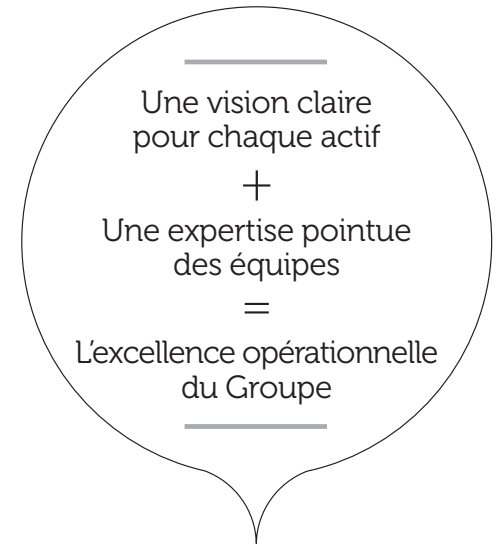 Une vision claire
pour chaque actif
+
Une expertise pointue
des équipes
=
L'excellence opérationnelle
du Groupe